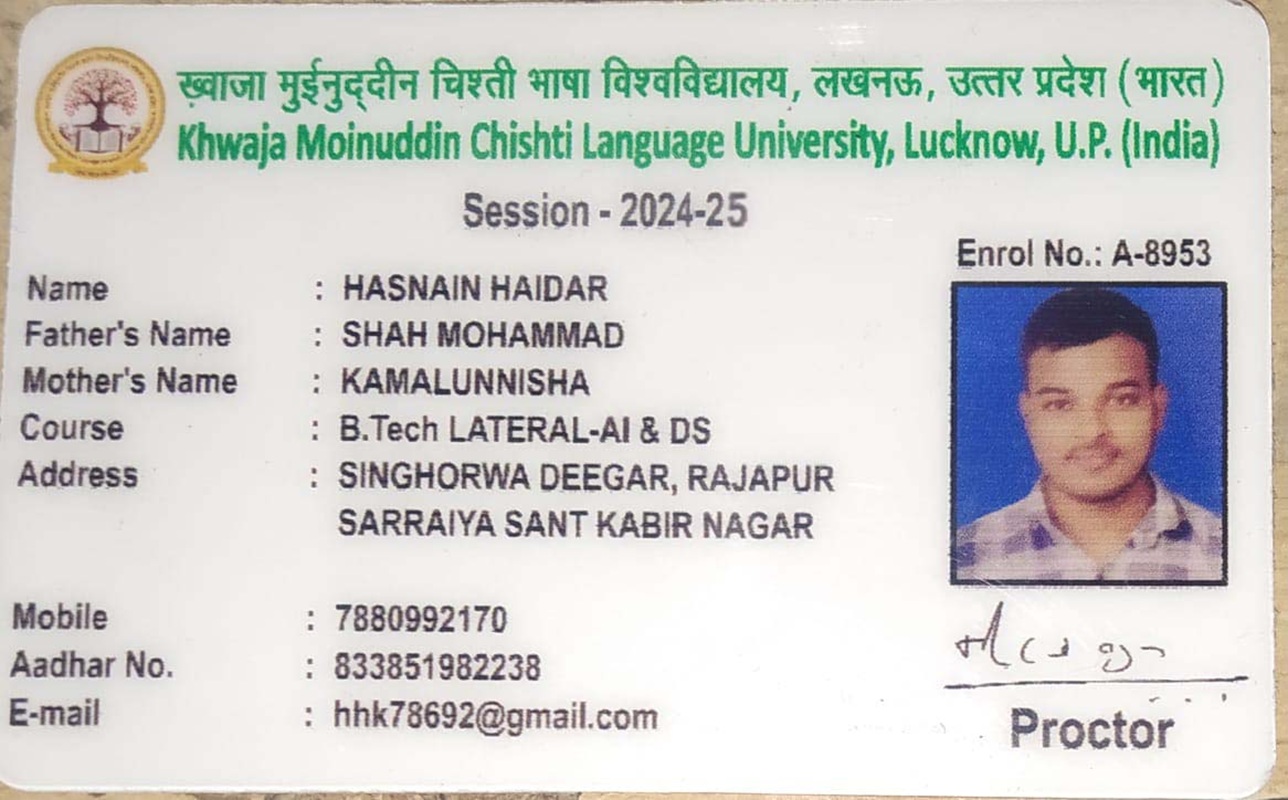 ख़्वाजा मुईनुद्दीन चिश्ती भाषा विश्वविद्यालय, लखनऊ, उत्तर प्रदेश (भारत)
Khwaja Moinuddin Chishti Language University, Lucknow, U.P. (India)
Session - 2024-25
Enrol No.: A-8953
Name : HASNAIN HAIDAR
Father's Name : SHAH MOHAMMAD
Mother's Name : KAMALUNNISHA
Course : B.Tech LATERAL-AI & DS
Address : SINGHORWA DEEGAR, RAJAPUR
SARRAIYA SANT KABIR NAGAR
Mobile : 7880992170
Aadhar No. : 833851982238
E-mail : hhk78692@gmail.com
Proctor